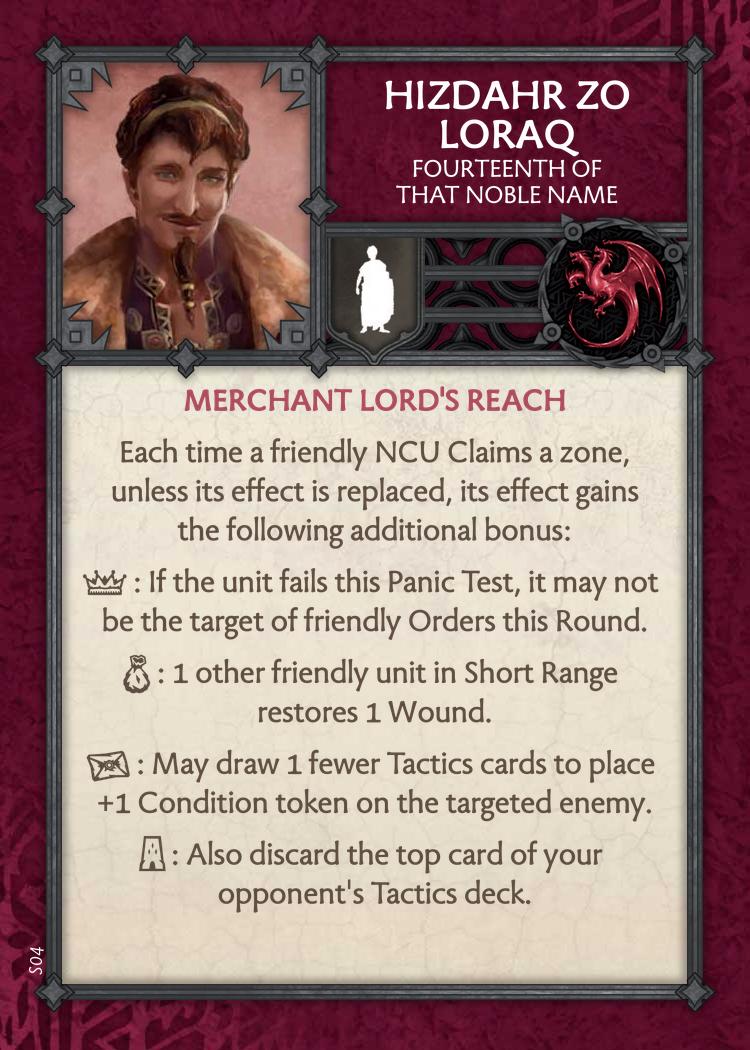 HIZDAHR ZO
LORAQ
FOURTEENTH OF
THAT NOBLE NAME
MERCHANT LORD'S REACH
Each time a friendly NCU Claims a zone,
unless its effect is replaced, its effect gains
the following additional bonus:
: If the unit fails this Panic Test, it may not
be the target of friendly Orders this Round.
: 1 other friendly unit in Short Range
restores 1 Wound.
: May draw 1 fewer Tactics cards to place
+1 Condition token on the targeted enemy.
: Also discard the top card of your
opponent's Tactics deck.
S04